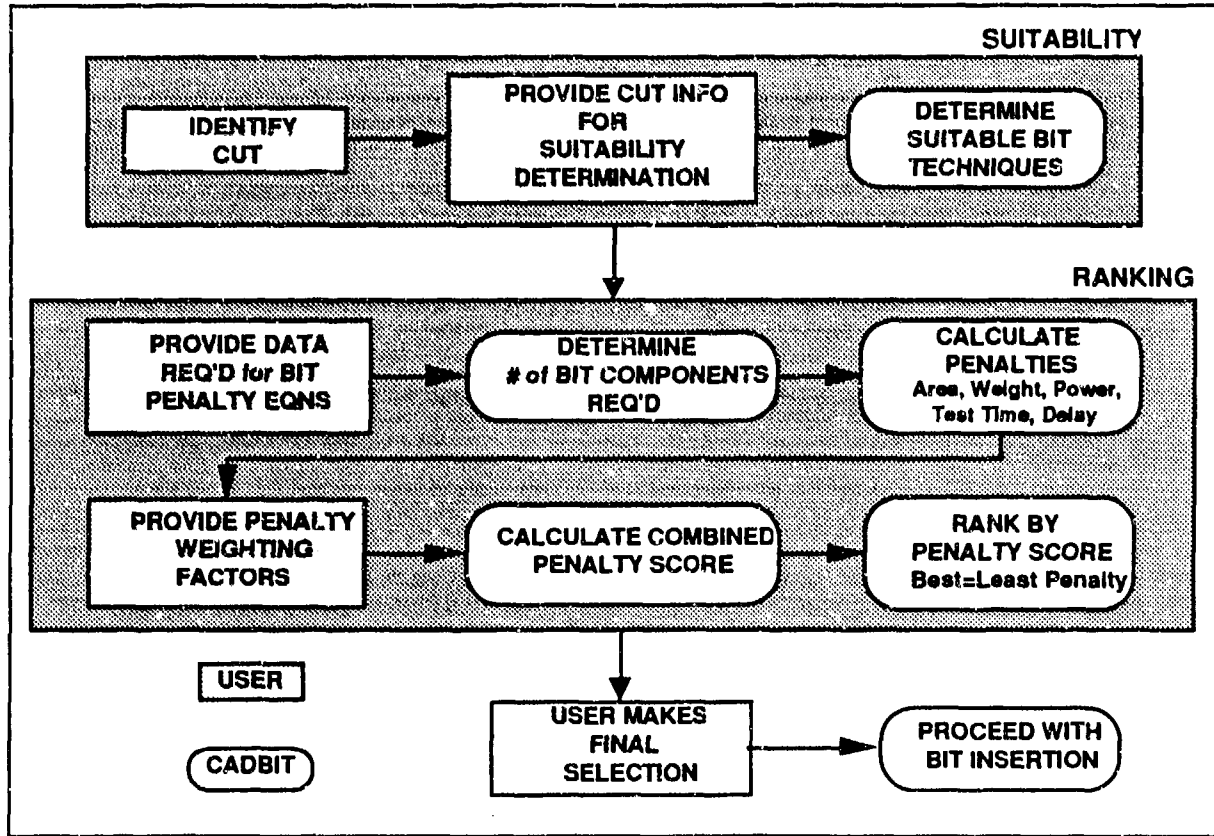 SUITABILITY
IDENTIFY
CUT
PROVIDE CUT INFO
FOR
SUITABILITY
DETERMINATION
DETERMINE
SUITABLE BIT
TECHNIQUES
RANKING
PROVIDE DATA
REQ'D for BIT
PENALTY EQNS
DETERMINE
# of BIT COMPONENTS
REQ'D
CALCULATE
PENALTIES
Area, Weight, Power,
Test Time, Delay
PROVIDE PENALTY
WEIGHTING
FACTORS
CALCULATE COMBINED
PENALTY SCORE
RANK BY
PENALTY SCORE
Best=Least Penalty
USER
CADBIT
USER MAKES
FINAL
SELECTION
PROCEED WITH
BIT INSERTION